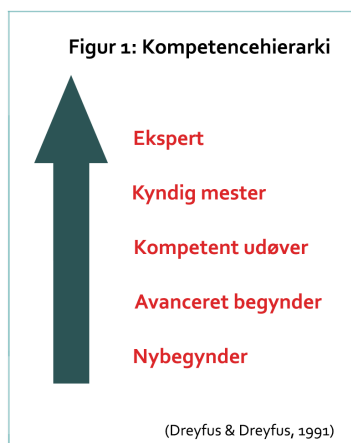 Figur 1: Kompetencehierarki
Ekspert
Kyndig mester
Kompetent udøver
Avanceret begynder
Nybegynder
(Dreyfus & Dreyfus, 1991)